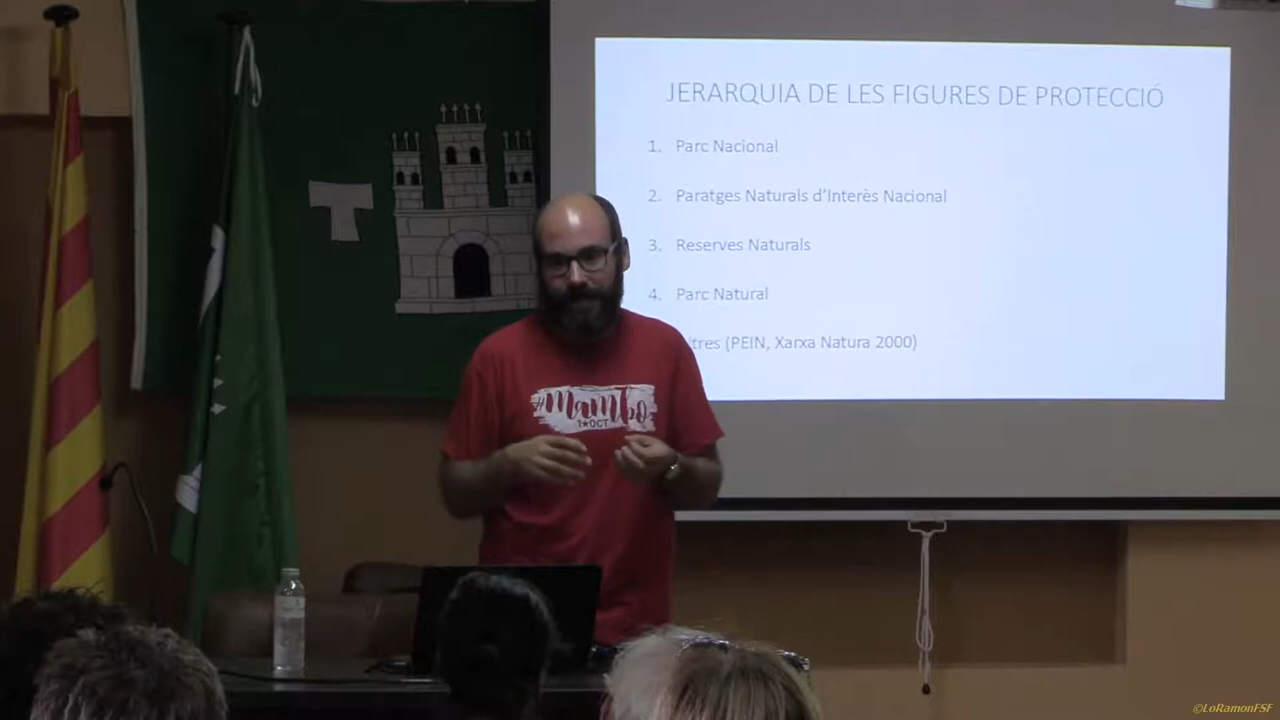 JERARQUIA DE LES FIGURES DE PROTECCIÓ
1. Parc Nacional
2. Paratges Naturals d'Interès Nacional
3. Reserves Naturals
4. Parc Natural
(PEIN, Xarxa Natura 2000)
T
#mambo
1★OCT
©LoRamonFSF